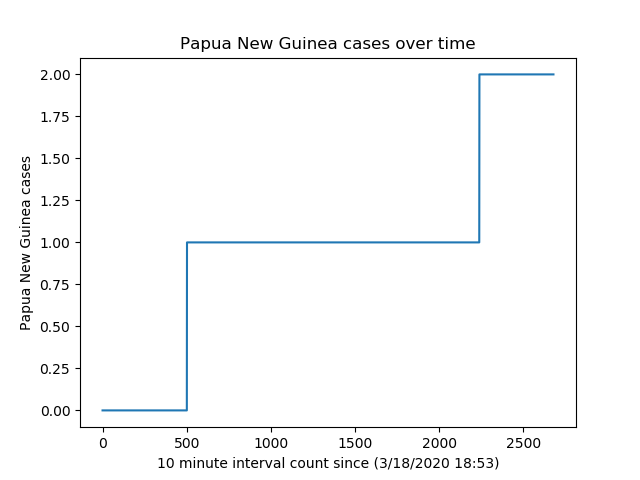 Papua New Guinea cases over time
2.00
1.75
1.50
1.25
1.00
0.75
0.50
0.25
0.00
Papua New Guinea cases
0 500 1000 1500 2000 2500
10 minute interval count since (3/18/2020 18:53)